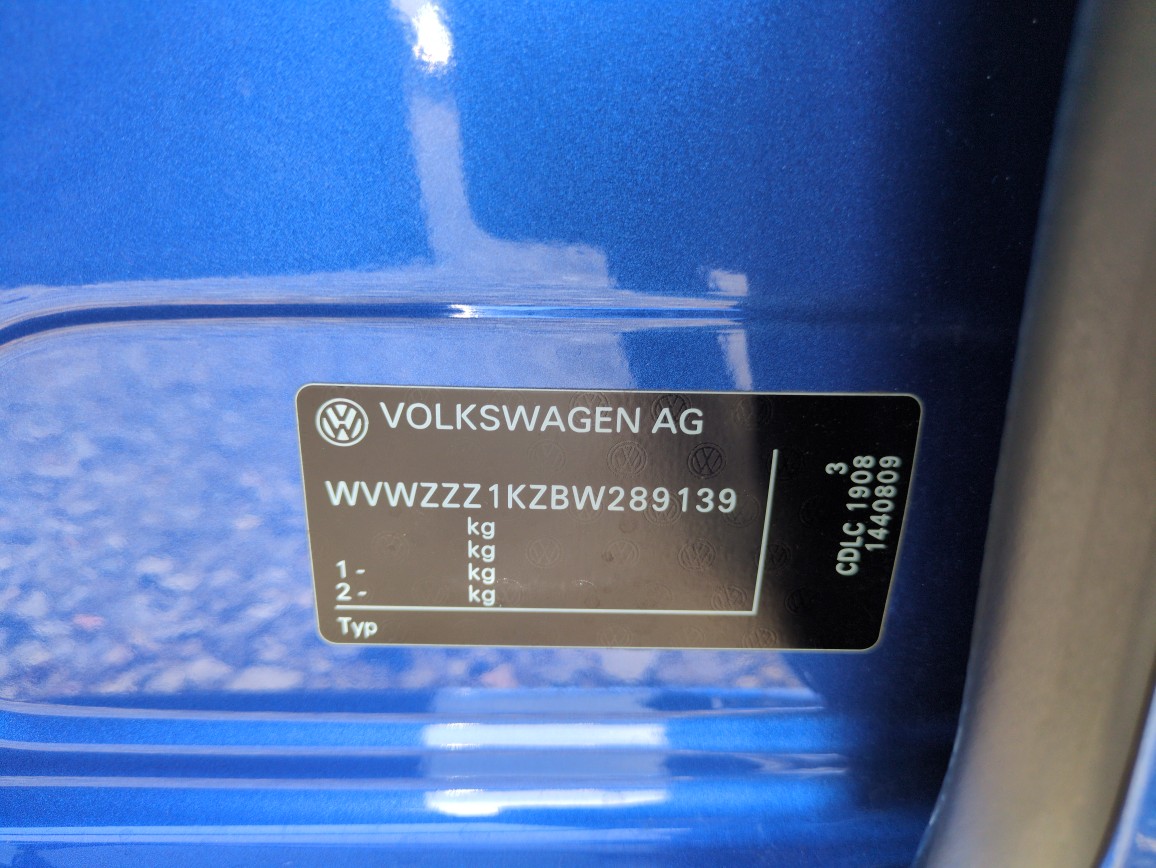 VOLKSWAGEN AG
WVWZZZ1KZBW289139
kg
kg
1 - kg
2 - kg
Typ
3
CDLC 1908
1440809